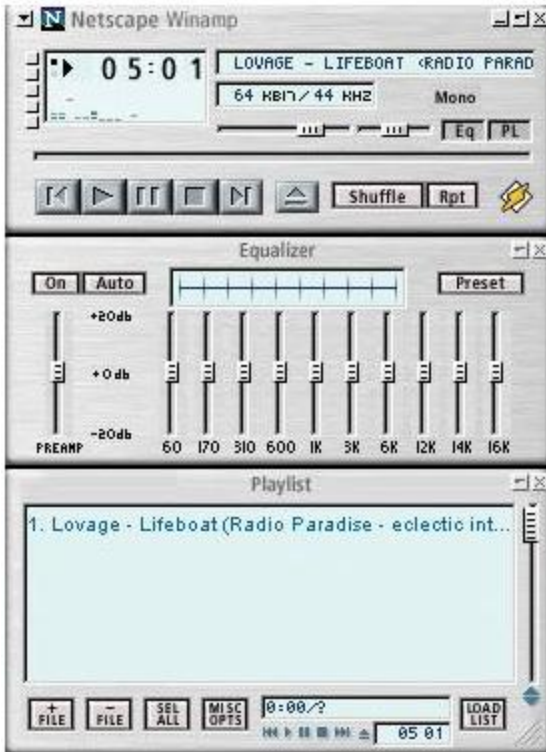 N Netscape Winamp
05:01
LOVAGE - LIFEBOAT <RADIO PARAD
64 KBIT/44 KHZ
Mono
Eq PL
Shuffle Rpt
Equalizer
On Auto Preset
+20db
+0db
-20db
PREAMP 60 170 310 600 1K 3K 6K 12K 14K 16K
Playlist
1. Lovage - Lifeboat (Radio Paradise - eclectic int...
+ FILE
- FILE
SEL ALL
MISC OPTS
0:00/?
05 01
LOAD LIST